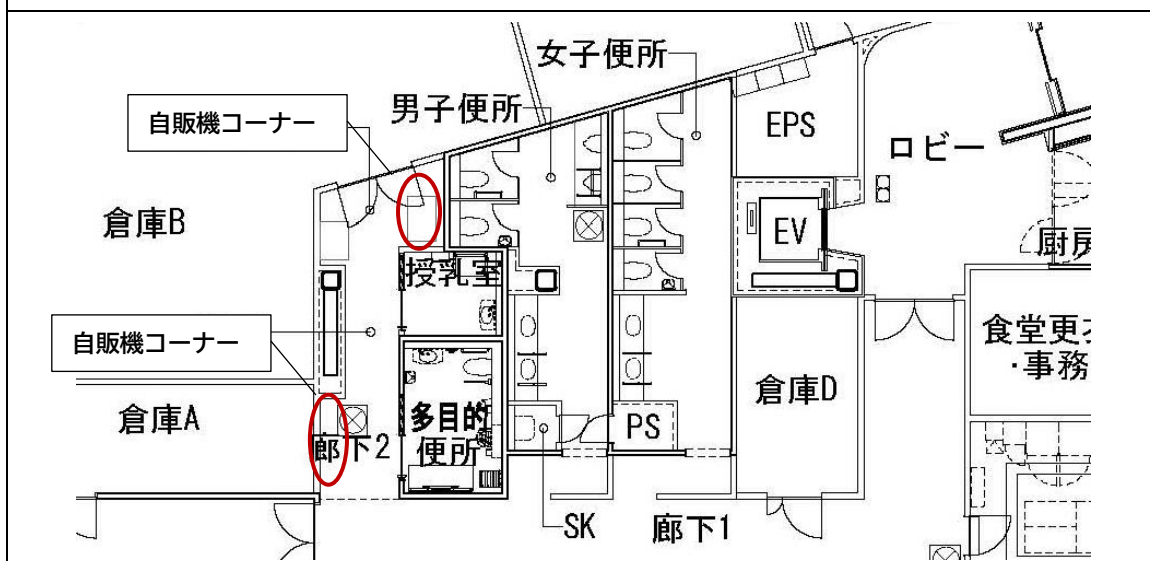 女子便所
男子便所
自販機コーナー
EPS
ロビー
倉庫B
EV
厨房
授乳室
自販機コーナー
食堂更
・事務
倉庫A
多目的
便所
倉庫D
廊下2
PS
SK
廊下1